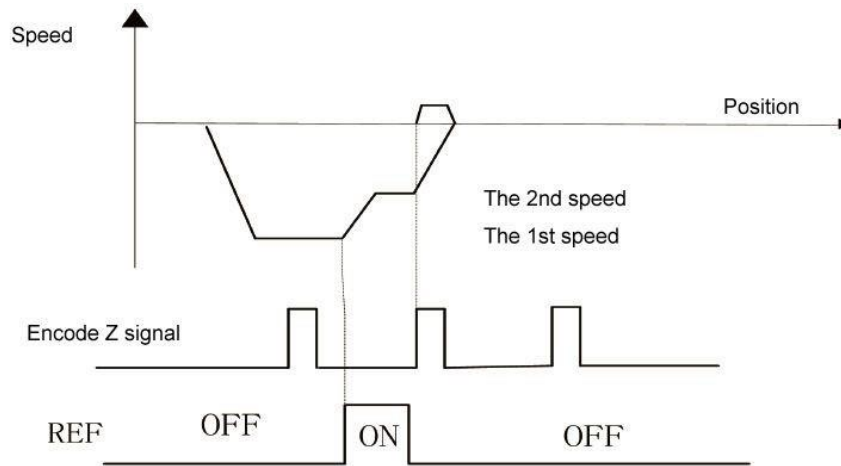 Speed
Position
The 2nd speed
The 1st speed
Encode Z signal
REF OFF ON OFF